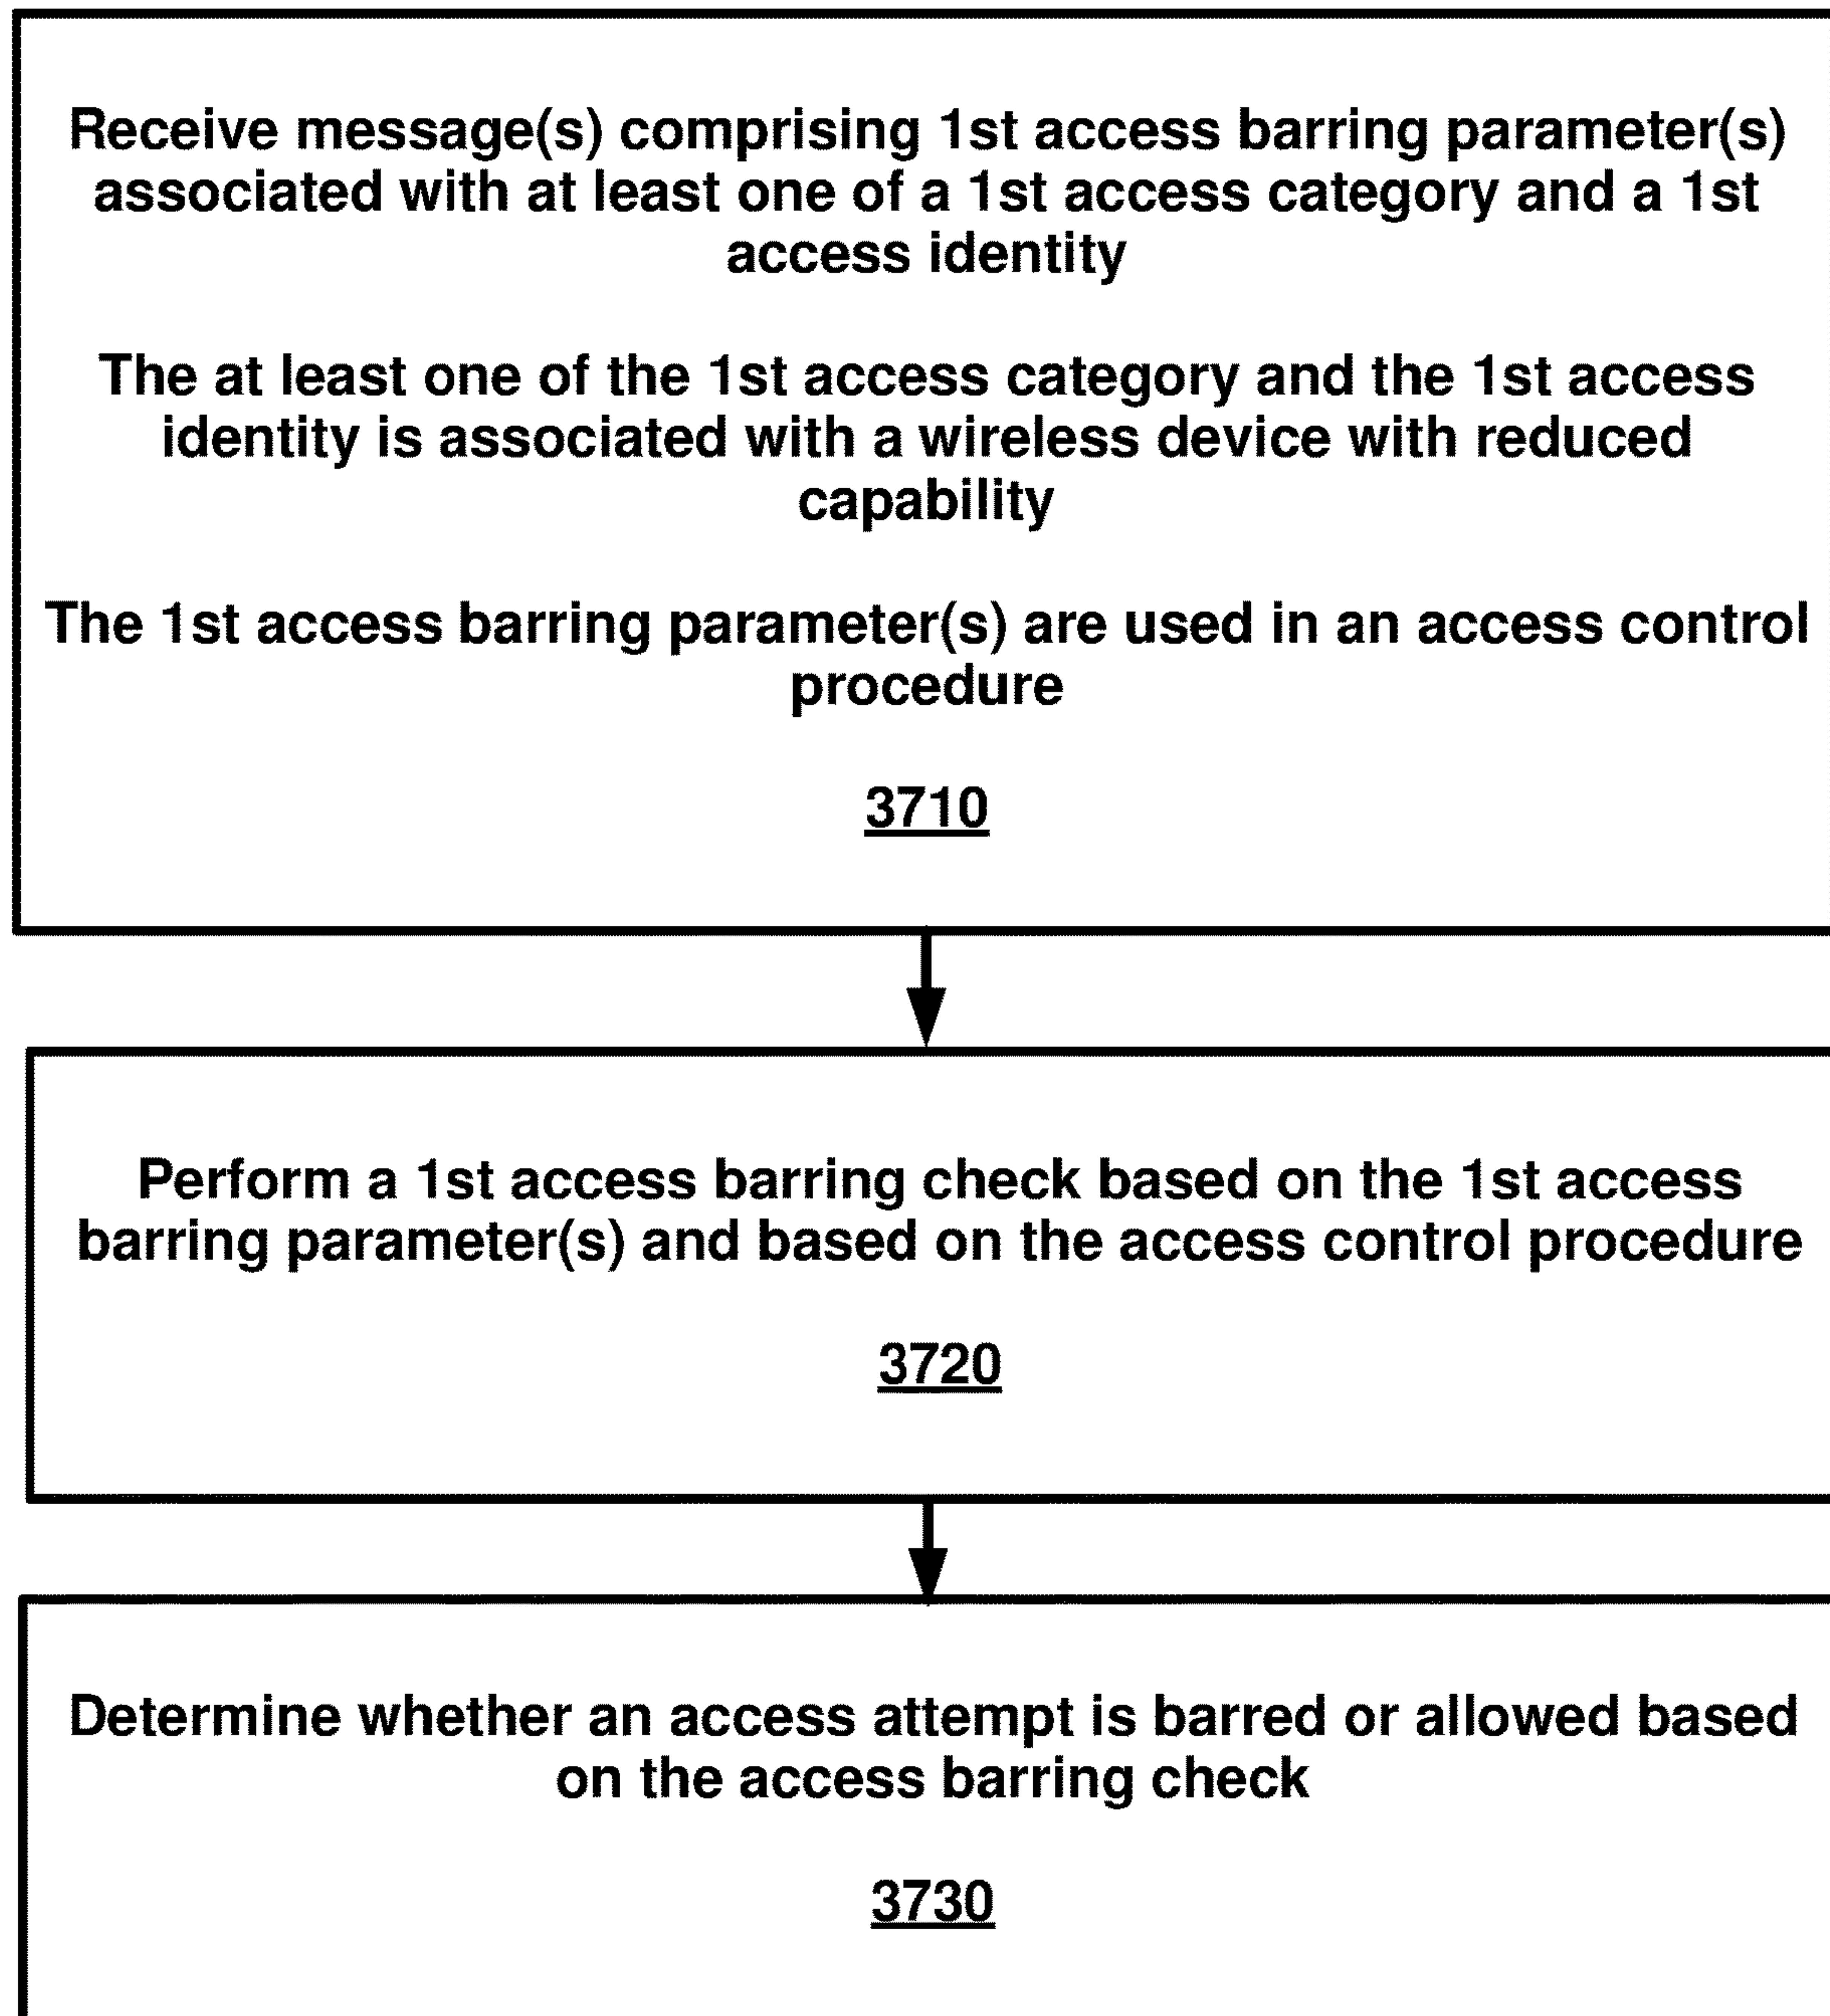 Receive message(s) comprising 1st access barring parameter(s)
associated with at least one of a 1st access category and a 1st
access identity
The at least one of the 1st access category and the 1st access
identity is associated with a wireless device with reduced
capability
The 1st access barring parameter(s) are used in an access control
procedure
3710
Perform a 1st access barring check based on the 1st access
barring parameter(s) and based on the access control procedure
3720
Determine whether an access attempt is barred or allowed based
on the access barring check
3730